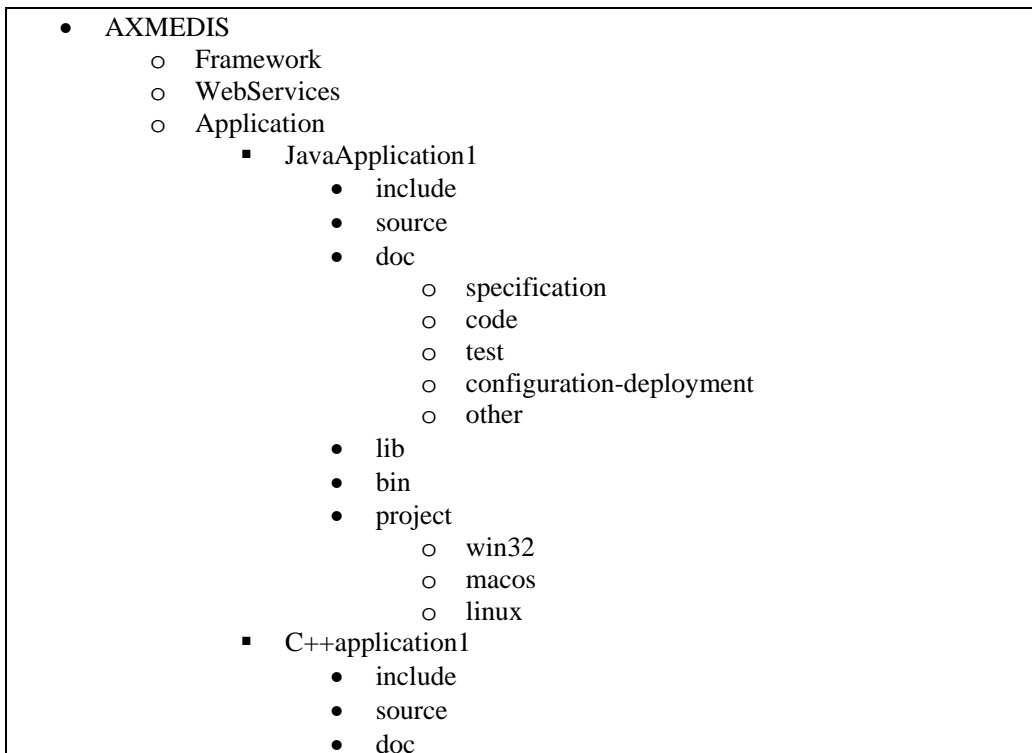 • AXMEDIS
o Framework
o WebServices
o Application
▪ JavaApplication1
• include
• source
• doc
o specification
o code
o test
o configuration-deployment
o other
• lib
• bin
• project
o win32
o macos
o linux
▪ C++application1
• include
• source
• doc